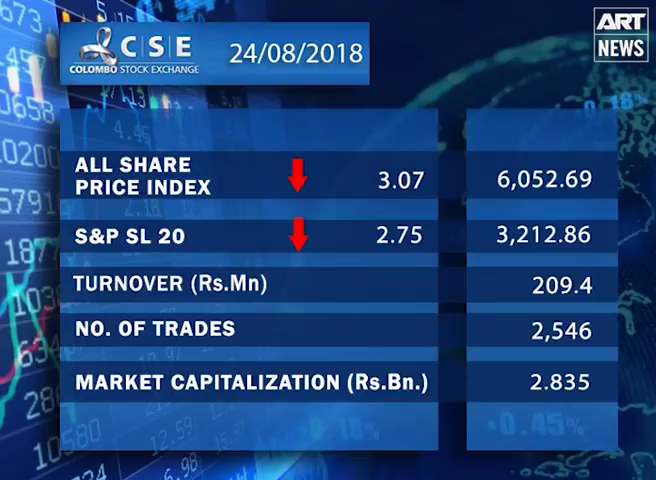 ART
NEWS
C|S|E
COLOMBO STOCK EXCHANGE
24/08/2018
ALL SHARE
PRICE INDEX 3.07 6,052.69
S&P SL 20 2.75 3,212.86
TURNOVER (Rs.Mn) 209.4
NO. OF TRADES 2,546
MARKET CAPITALIZATION (Rs.Bn.) 2.835